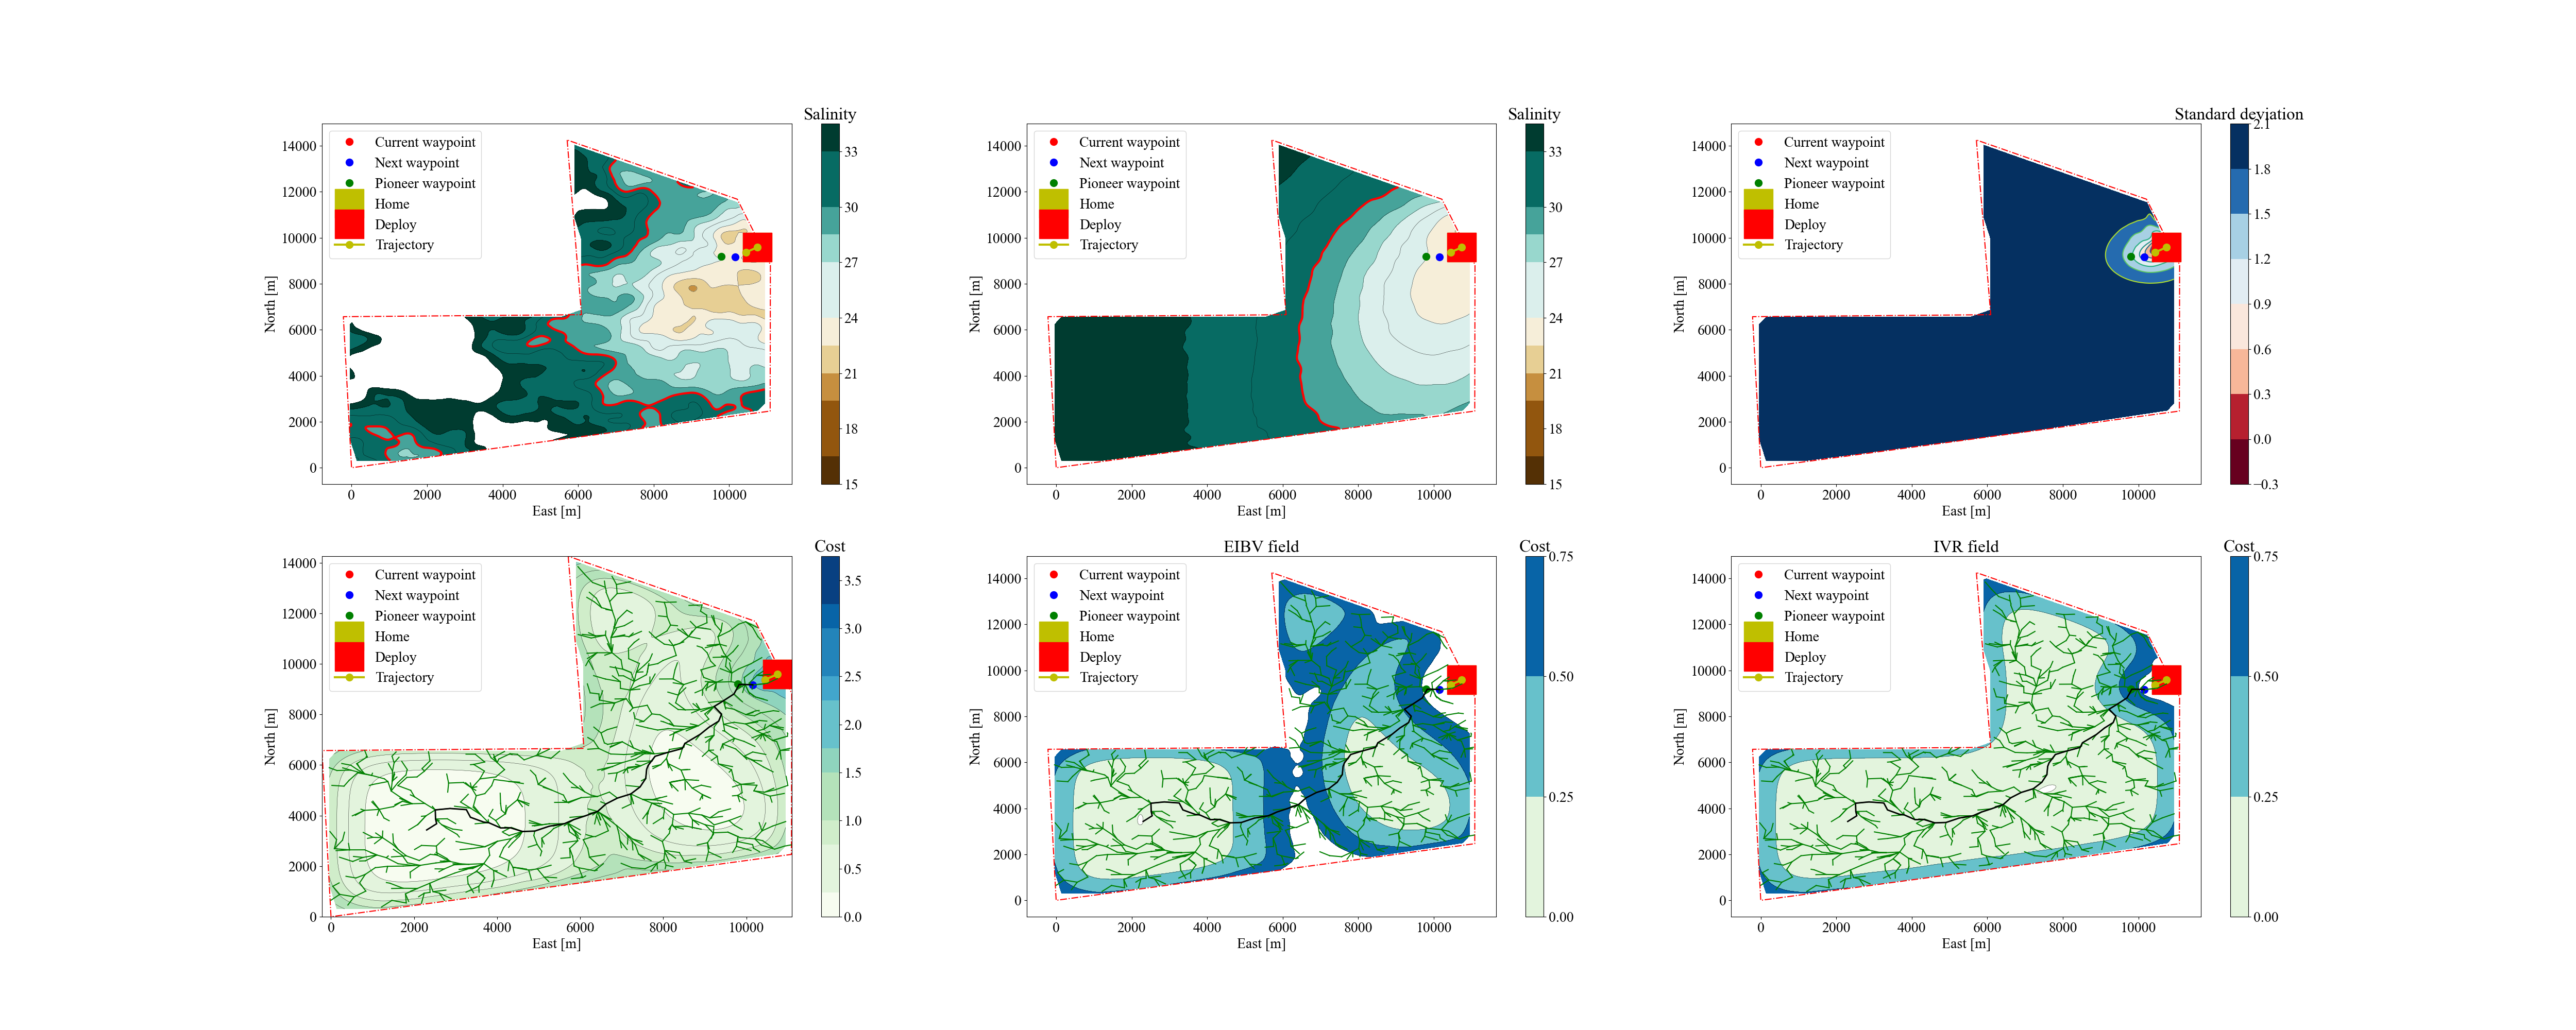 Salinity
Current waypoint
Next waypoint
Pioneer waypoint
Home
Deploy
Trajectory
North [m]
14000
12000
10000
8000
6000
4000
2000
0
0 2000 4000 6000 8000 10000
East [m]
33
30
27
24
21
18
15
Salinity
Current waypoint
Next waypoint
Pioneer waypoint
Home
Deploy
Trajectory
North [m]
14000
12000
10000
8000
6000
4000
2000
0
0 2000 4000 6000 8000 10000
East [m]
33
30
27
24
21
18
15
Standard deviation
Current waypoint
Next waypoint
Pioneer waypoint
Home
Deploy
Trajectory
North [m]
14000
12000
10000
8000
6000
4000
2000
0
0 2000 4000 6000 8000 10000
East [m]
2.1
1.8
1.5
1.2
0.9
0.6
0.3
0.0
−0.3
Cost
Current waypoint
Next waypoint
Pioneer waypoint
Home
Deploy
Trajectory
North [m]
14000
12000
10000
8000
6000
4000
2000
0
0 2000 4000 6000 8000 10000
East [m]
3.5
3.0
2.5
2.0
1.5
1.0
0.5
0.0
EIBV field
Cost
Current waypoint
Next waypoint
Pioneer waypoint
Home
Deploy
Trajectory
North [m]
14000
12000
10000
8000
6000
4000
2000
0
0 2000 4000 6000 8000 10000
East [m]
0.75
0.50
0.25
0.00
IVR field
Cost
Current waypoint
Next waypoint
Pioneer waypoint
Home
Deploy
Trajectory
North [m]
14000
12000
10000
8000
6000
4000
2000
0
0 2000 4000 6000 8000 10000
East [m]
0.75
0.50
0.25
0.00